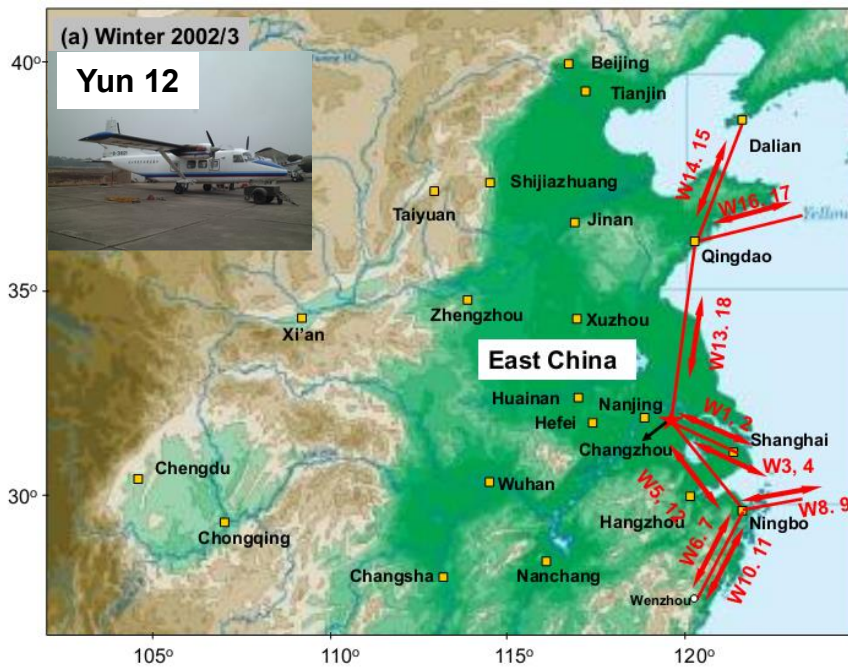 (a) Winter 2002/3
Yun 12
40°
35°
30°
Beijing
Tianjin
Dalian
Shijiazhuang
Taiyuan
Jinan
W14. 15
W16. 17
Yellow
Qingdao
Zhengzhou
Xuzhou
Xi'an
W13. 18
East China
Huainan
Nanjing
Hefei
Changzhou
W1, 2
Shanghai
W3, 4
Chengdu
Wuhan
W5, 12
W8. 9
Hangzhou
Ningbo
Chongqing
W6. 7
W10. 11
Changsha
Nanchang
Wenzhou
105°
110°
115°
120°